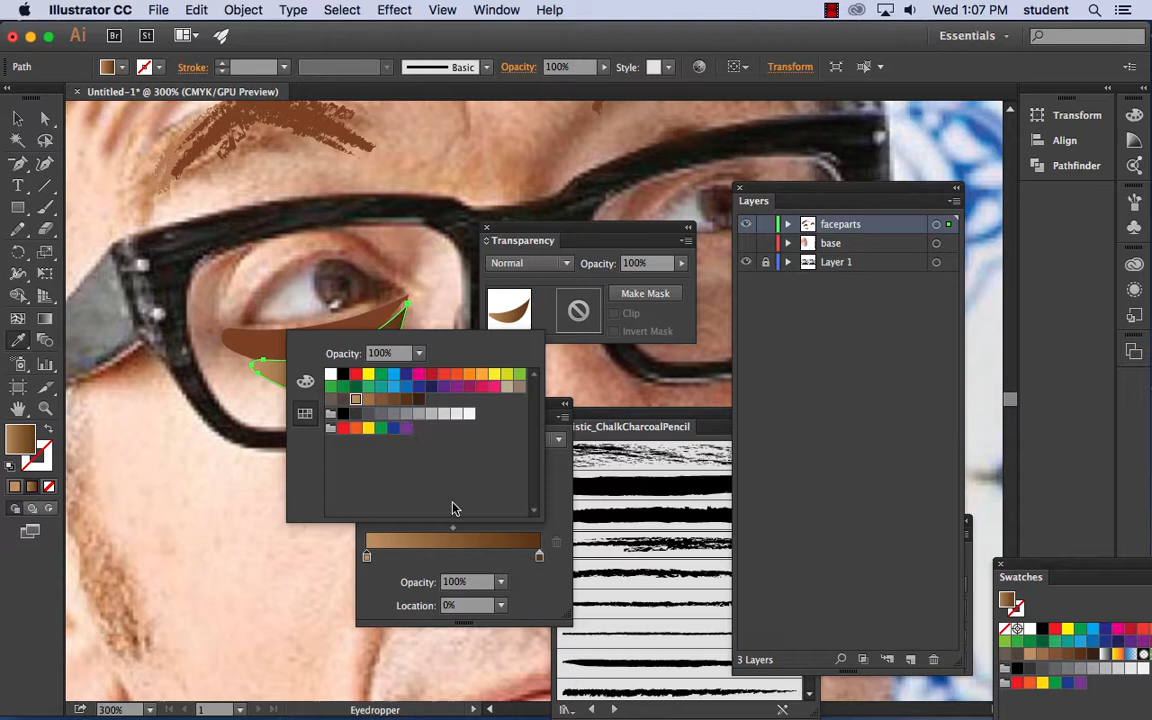 Illustrator CC File Edit Object Type Select Effect View Window Help Wed 1:07 PM student
Ai Br St Essentials
Path Stroke: Basic Opacity: 100% Style: Transform
Untitled-1* @ 300% (CMYK/GPU Preview)
Transform
Align
Pathfinder
Layers
faceparts
base
Layer 1
3 Layers
Transparency
Normal Opacity: 100%
Make Mask
Clip
Invert Mask
Opacity: 100%
istic_ChalkCharcoalPencil
Opacity: 100%
Location: 0%
Swatches
300% 1 Eyedropper